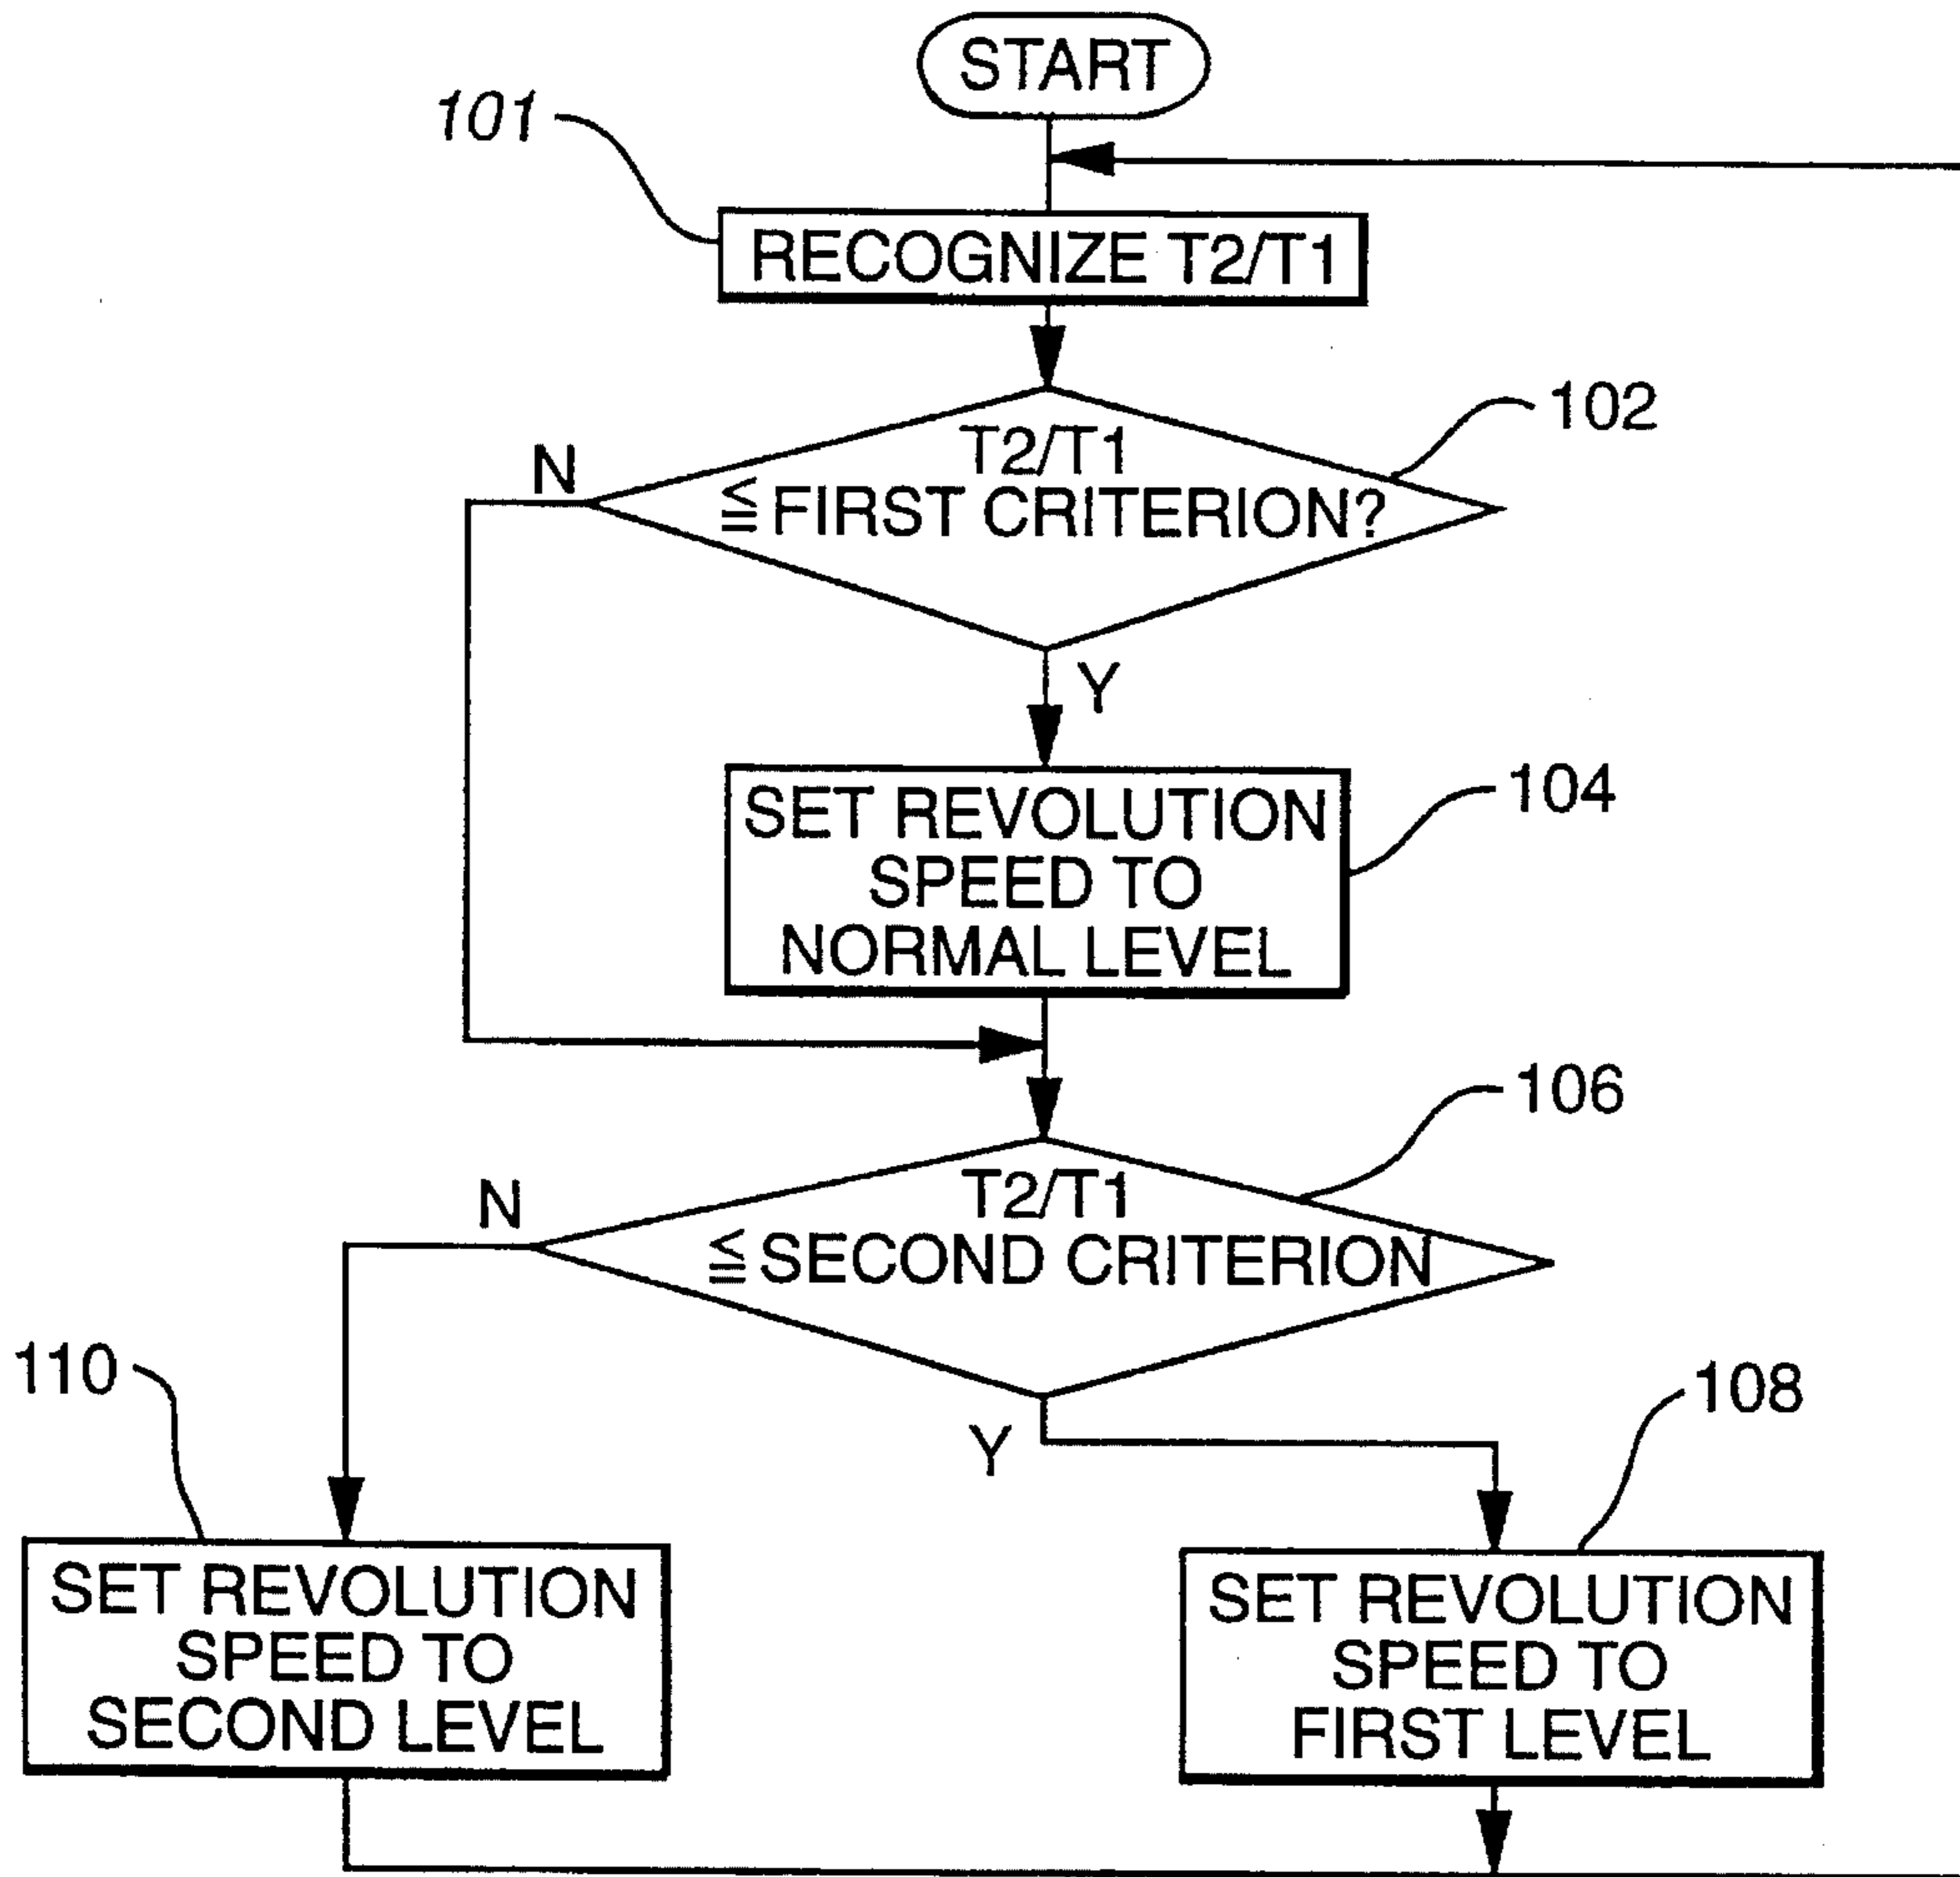 START
101
RECOGNIZE T2/T1
102
N
T2/T1
≦ FIRST CRITERION?
Y
SET REVOLUTION
SPEED TO
NORMAL LEVEL
104
106
N
T2/T1
≦ SECOND CRITERION
Y
110
108
SET REVOLUTION
SPEED TO
SECOND LEVEL
SET REVOLUTION
SPEED TO
FIRST LEVEL